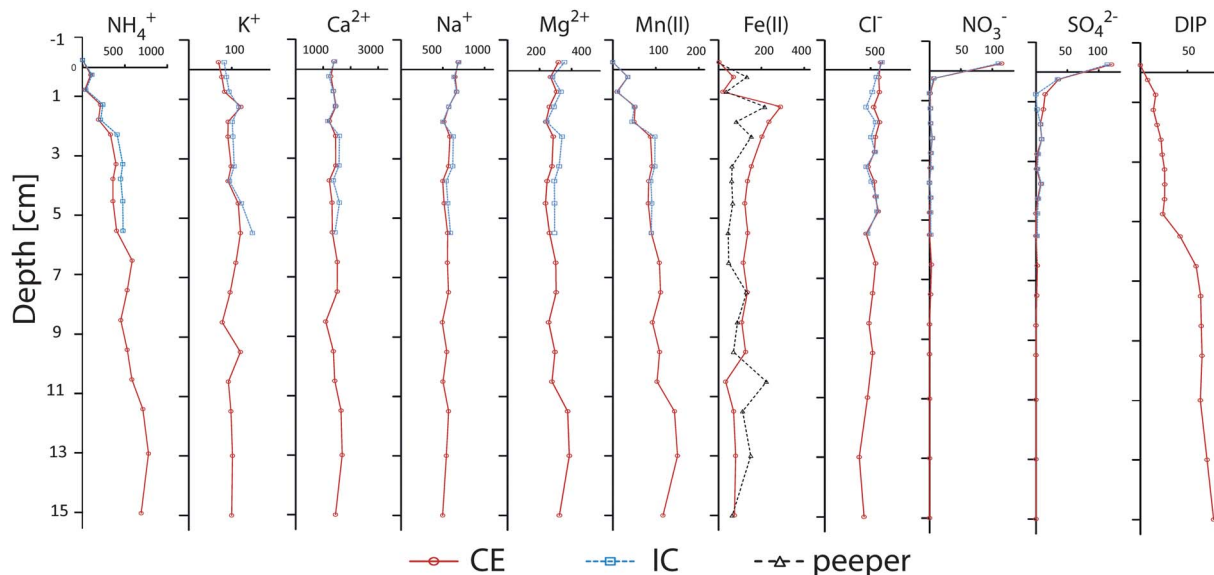 NH₄⁺ K⁺ Ca²⁺ Na⁺ Mg²⁺ Mn(II) Fe(II) Cl⁻ NO₃⁻ SO₄²⁻ DIP
500 1000 100 1000 3000 500 1000 200 400 100 200 200 400 500 50 100 50 100 50
-1
0
1
3
5
7
9
11
13
15
Depth [cm]
CE IC peeper